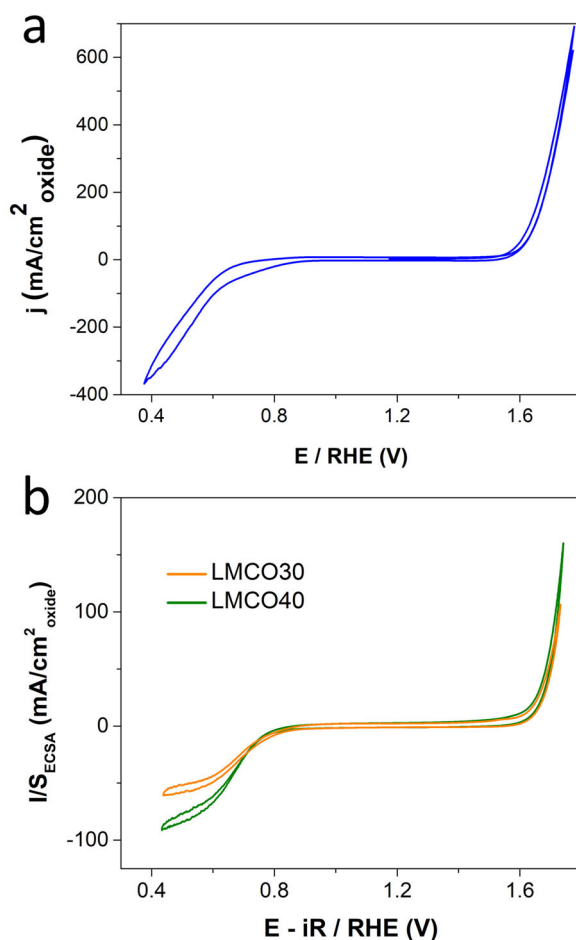 a
600
400
200
0
-200
-400
j (mA/cm²oxide)
0.4 0.8 1.2 1.6
E / RHE (V)
b
200
100
0
-100
I/S_ECSA (mA/cm²oxide)
LMCO30
LMCO40
0.4 0.8 1.2 1.6
E - iR / RHE (V)